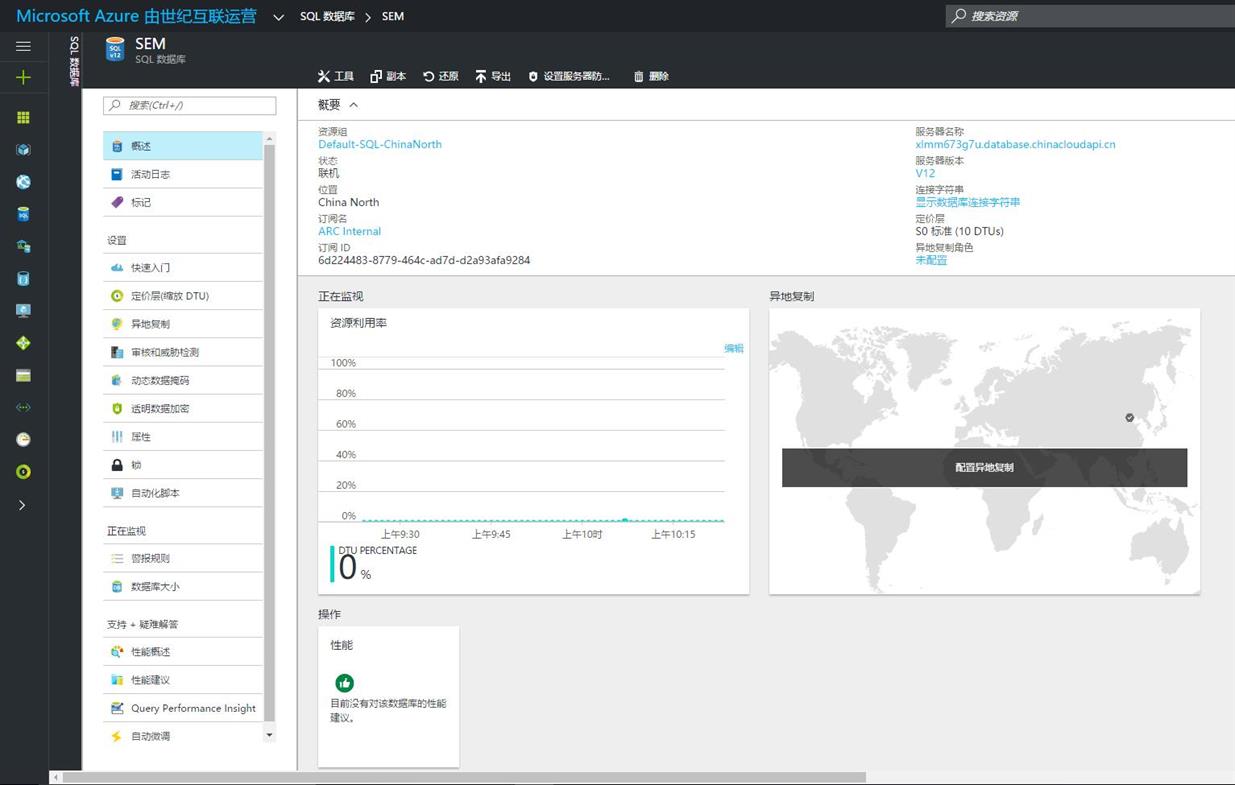 Microsoft Azure 由世纪互联运营
SQL 数据库
SEM
搜索资源
SQL 数据库
SEM
SQL 数据库
工具
副本
还原
导出
设置服务器防...
删除
搜索(Ctrl+/)
概述
活动日志
标记
设置
快速入门
定价层(缩放 DTU)
异地复制
审核和威胁检测
动态数据掩码
透明数据加密
属性
锁
自动化脚本
正在监视
警报规则
数据库大小
支持 + 疑难解答
性能概述
性能建议
Query Performance Insight
自动微调
概要
资源组
Default-SQL-ChinaNorth
状态
联机
位置
China North
订阅名
ARC Internal
订阅 ID
6d224483-8779-464c-ad7d-d2a93afa9284
服务器名称
xlmm673g7u.database.chinacloudapi.cn
服务器版本
V12
连接字符串
显示数据库连接字符串
定价层
S0 标准 (10 DTUs)
异地复制角色
未配置
正在监视
资源利用率
编辑
100%
80%
60%
40%
20%
0%
上午9:30
上午9:45
上午10时
上午10:15
DTU PERCENTAGE
0 %
异地复制
配置异地复制
操作
性能
目前没有对该数据库的性能
建议。